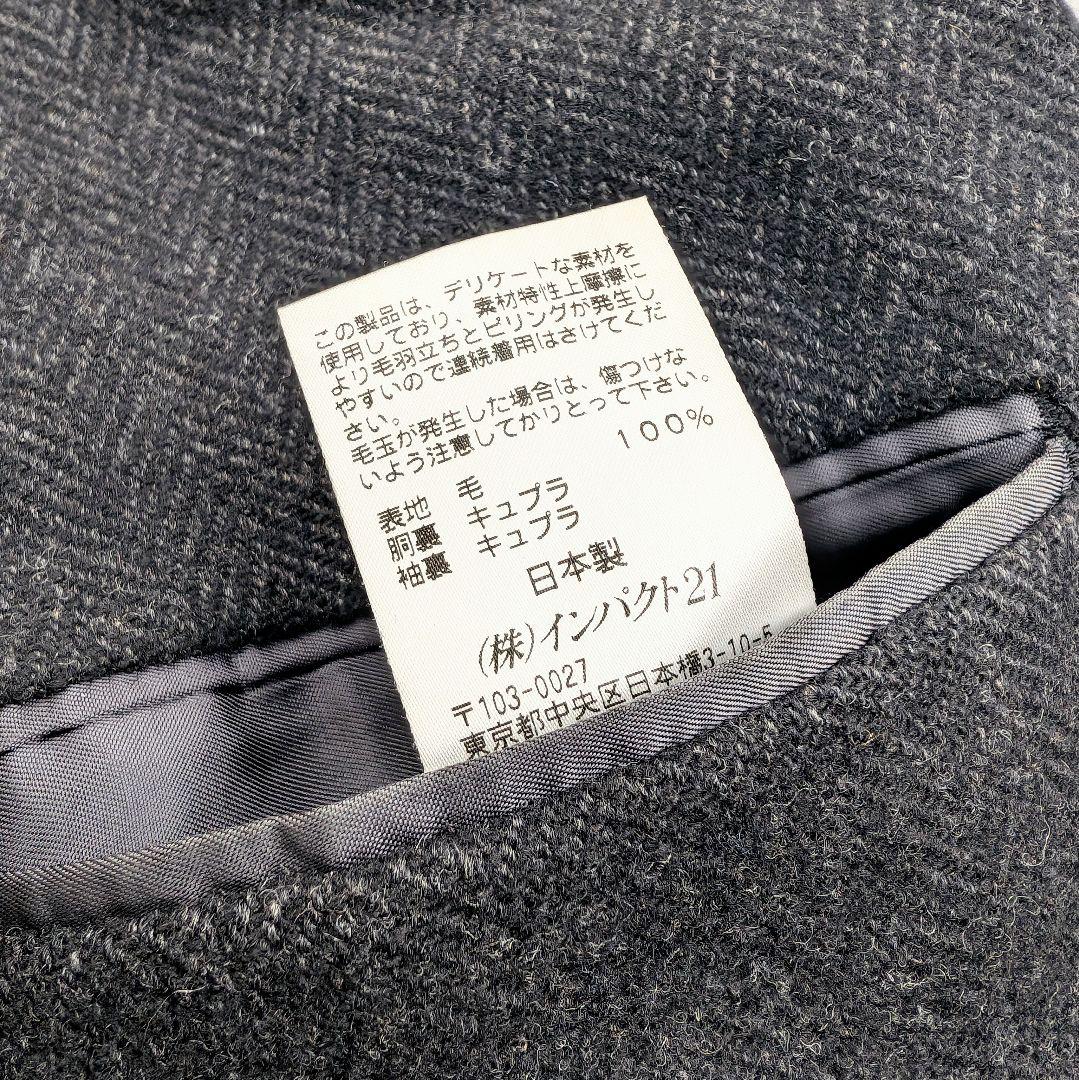 この製品は、デリケートな素材を
使用しており、素材特性上摩擦に
より毛羽立ちとピリングが発生し
やすいので連続着用はさけてくだ
さい。
毛玉が発生した場合は、傷つけな
いよう注意してかりとって下さい。
表地 毛 100%
胴裏 キュプラ
袖裏 キュプラ
日本製
(株)インパクト21
〒103-0027
東京都中央区日本橋3-10-5